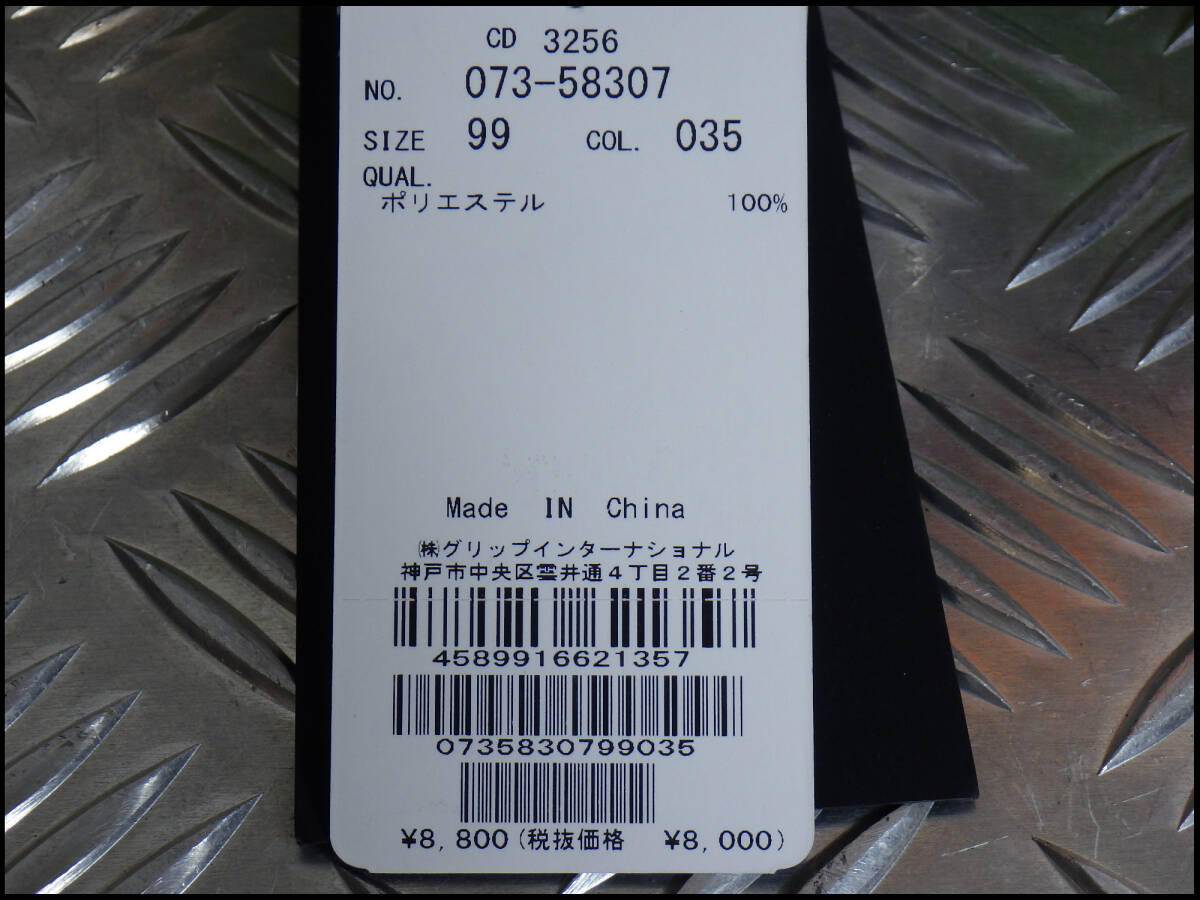 CD 3256
NO. 073-58307
SIZE 99 COL. 035
QUAL.
ポリエステル 100%
Made IN China
㈱グリップインターナショナル
神戸市中央区雲井通4丁目2番2号
4589916621357
0735830799035
¥8,800(税抜価格 ¥8,000)